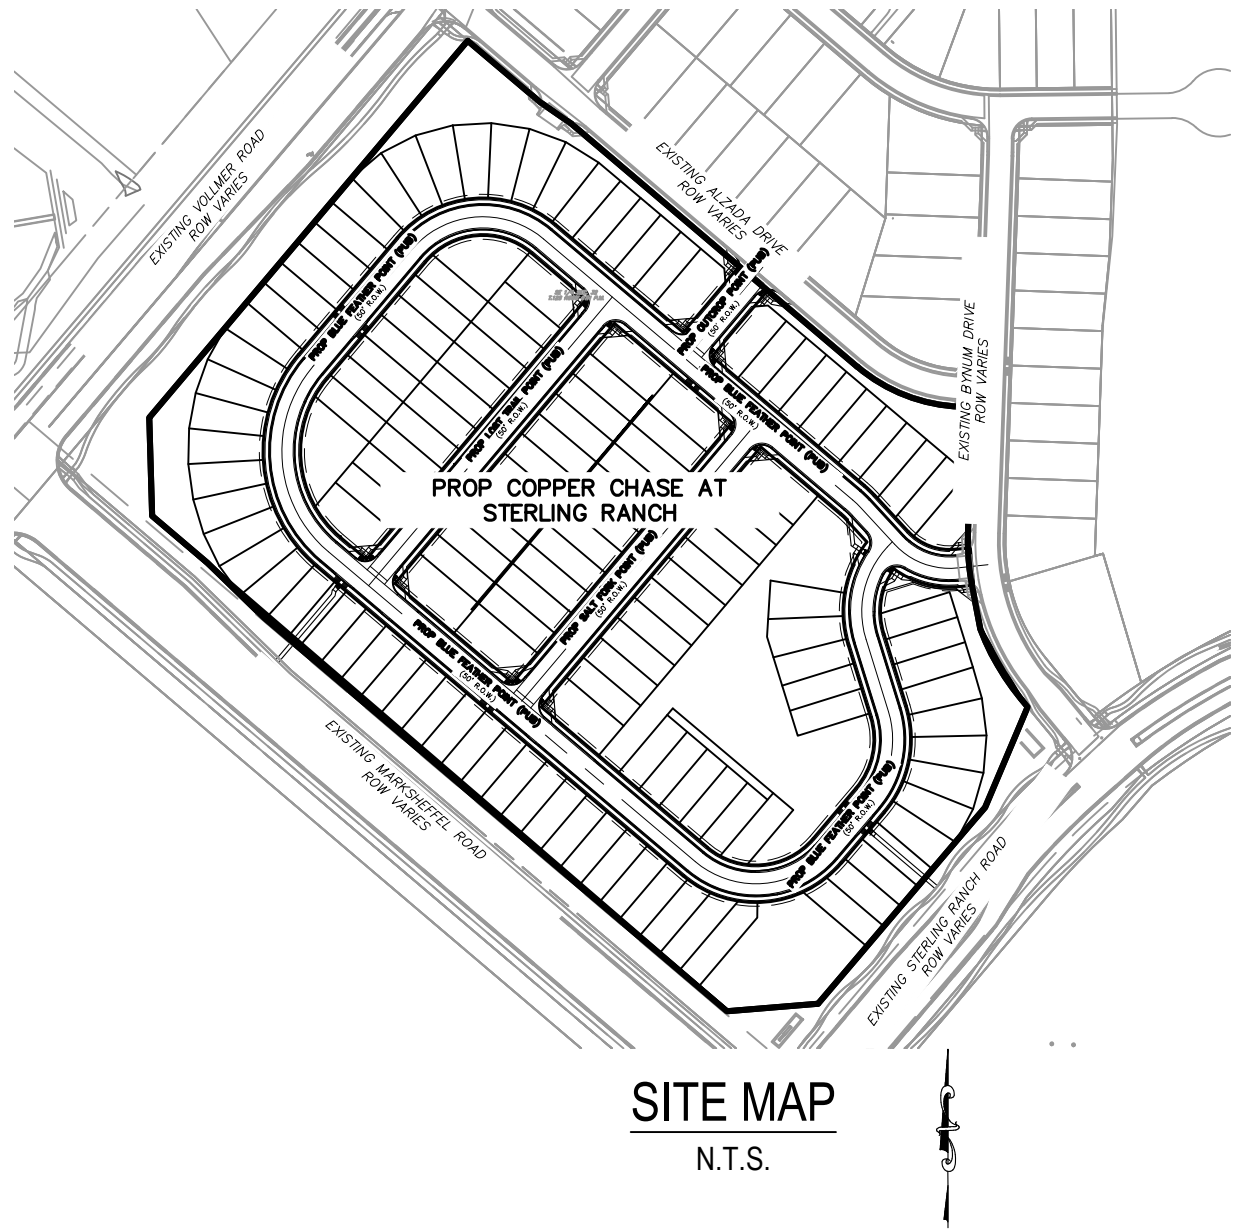 EXISTING VOLLMER ROAD
ROW VARIES
EXISTING ALZADA DRIVE
ROW VARIES
PROP BLUE FEATHER POINT (PUB)
(50' R.O.W.)
PROP OUTCROP POINT (PUB)
(50' R.O.W.)
EXISTING BYNUM DRIVE
ROW VARIES
PROP LOST TRAIL POINT (PUB)
(50' R.O.W.)
PROP BLUE FEATHER POINT (PUB)
(50' R.O.W.)
PROP COPPER CHASE AT
STERLING RANCH
PROP SALT FORK POINT (PUB)
(50' R.O.W.)
PROP BLUE FEATHER POINT (PUB)
(50' R.O.W.)
EXISTING MARKSHEFFEL ROAD
ROW VARIES
PROP BLUE FEATHER POINT (PUB)
(50' R.O.W.)
EXISTING STERLING RANCH ROAD
ROW VARIES
SITE MAP
N.T.S.